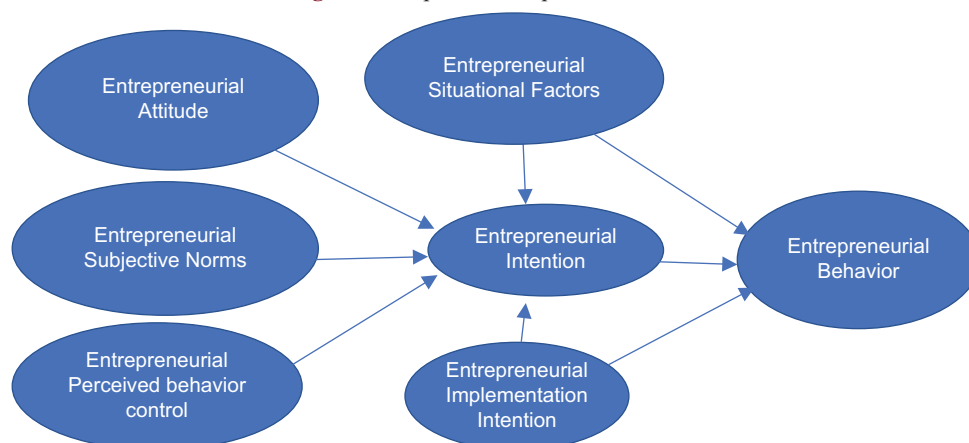 Entrepreneurial
Attitude
Entrepreneurial
Situational Factors
Entrepreneurial
Subjective Norms
Entrepreneurial
Intention
Entrepreneurial
Behavior
Entrepreneurial
Perceived behavior
control
Entrepreneurial
Implementation
Intention